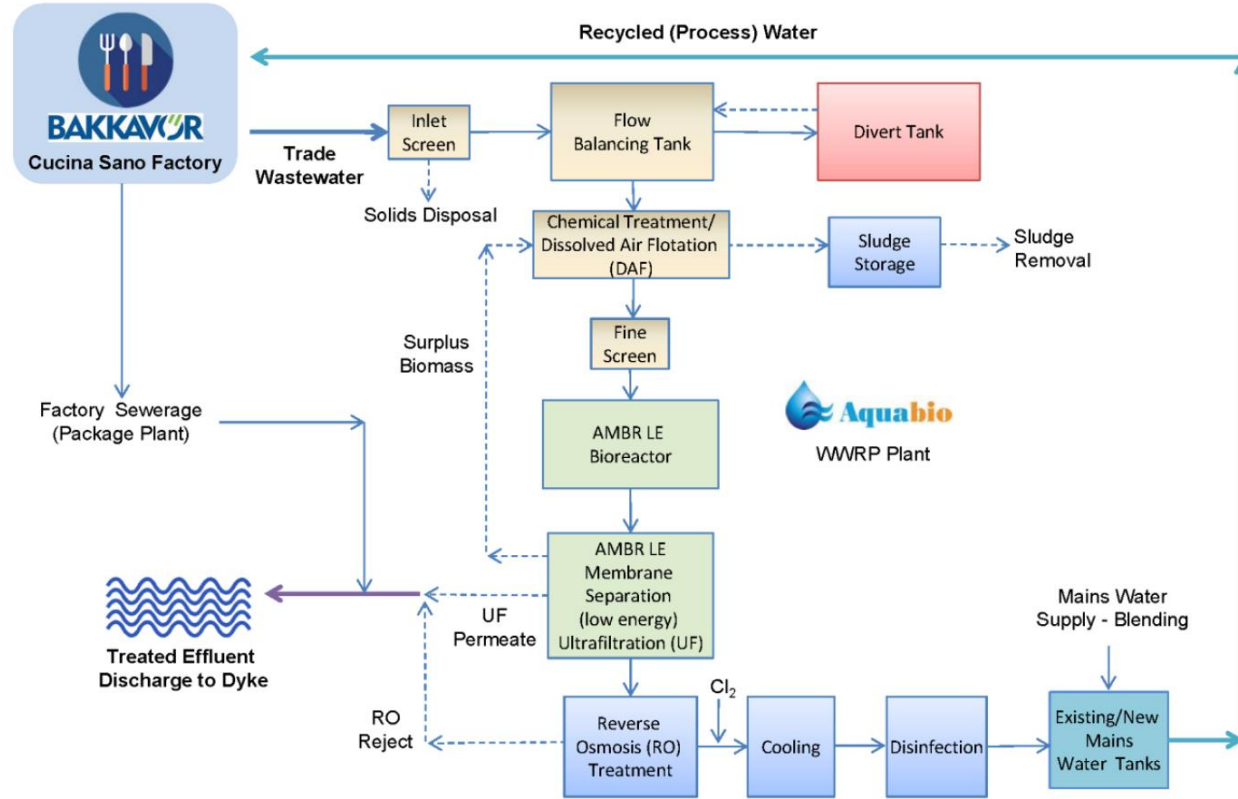 Recycled (Process) Water
BAKKAVÖR
Cucina Sano Factory
Trade
Wastewater
Inlet
Screen
Flow
Balancing Tank
Divert Tank
Solids Disposal
Chemical Treatment/
Dissolved Air Flotation
(DAF)
Sludge
Storage
Sludge
Removal
Fine
Screen
Surplus
Biomass
Factory Sewerage
(Package Plant)
AMBR LE
Bioreactor
Aquabio
WWRP Plant
AMBR LE
Membrane
Separation
(low energy)
Ultrafiltration (UF)
UF
Permeate
Treated Effluent
Discharge to Dyke
Mains Water
Supply - Blending
RO
Reject
Reverse
Osmosis (RO)
Treatment
Cl₂
Cooling
Disinfection
Existing/New
Mains
Water Tanks